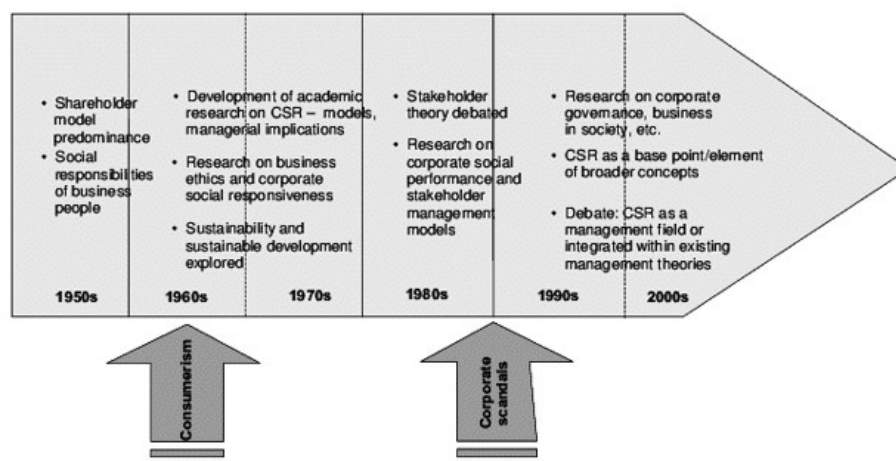 • Shareholder
model
predominance
• Social
responsibilities
of business
people
• Development of academic
research on CSR – models,
managerial implications
• Research on business
ethics and corporate
social responsiveness
• Sustainability and
sustainable development
explored
• Stakeholder
theory debated
• Research on
corporate social
performance and
stakeholder
management
models
• Research on corporate
governance, business
in society, etc.
• CSR as a base point/element
of broader concepts
• Debate: CSR as a
management field or
integrated within existing
management theories
1950s
1960s
1970s
1980s
1990s
2000s
Consumerism
Corporate
scandals